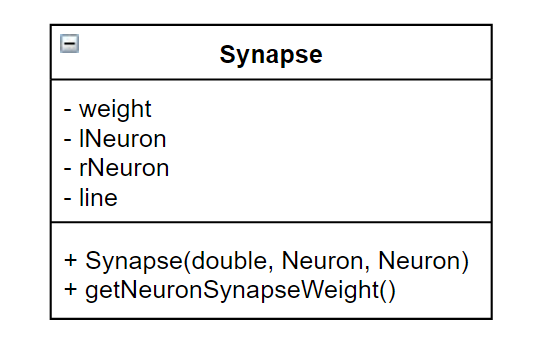 Synapse
- weight
- lNeuron
- rNeuron
- line
+ Synapse(double, Neuron, Neuron)
+ getNeuronSynapseWeight()